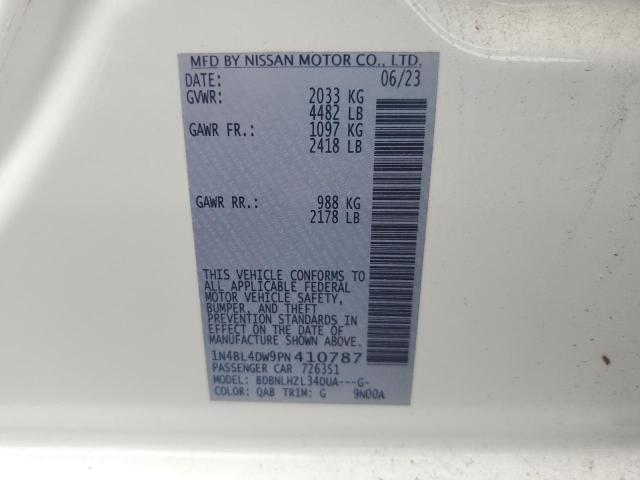 MFD BY NISSAN MOTOR CO., LTD.
DATE: 06/23
GVWR: 2033 KG
4482 LB
GAWR FR.: 1097 KG
2418 LB
GAWR RR.: 988 KG
2178 LB
THIS VEHICLE CONFORMS TO
ALL APPLICABLE FEDERAL
MOTOR VEHICLE SAFETY,
BUMPER, AND THEFT
PREVENTION STANDARDS IN
EFFECT ON THE DATE OF
MANUFACTURE SHOWN ABOVE.
1N4BL4DW9PN410787
PASSENGER CAR 726351
MODEL: BDBNLHZL34DUA---G-
COLOR: QAB TRIM: G 9N00A